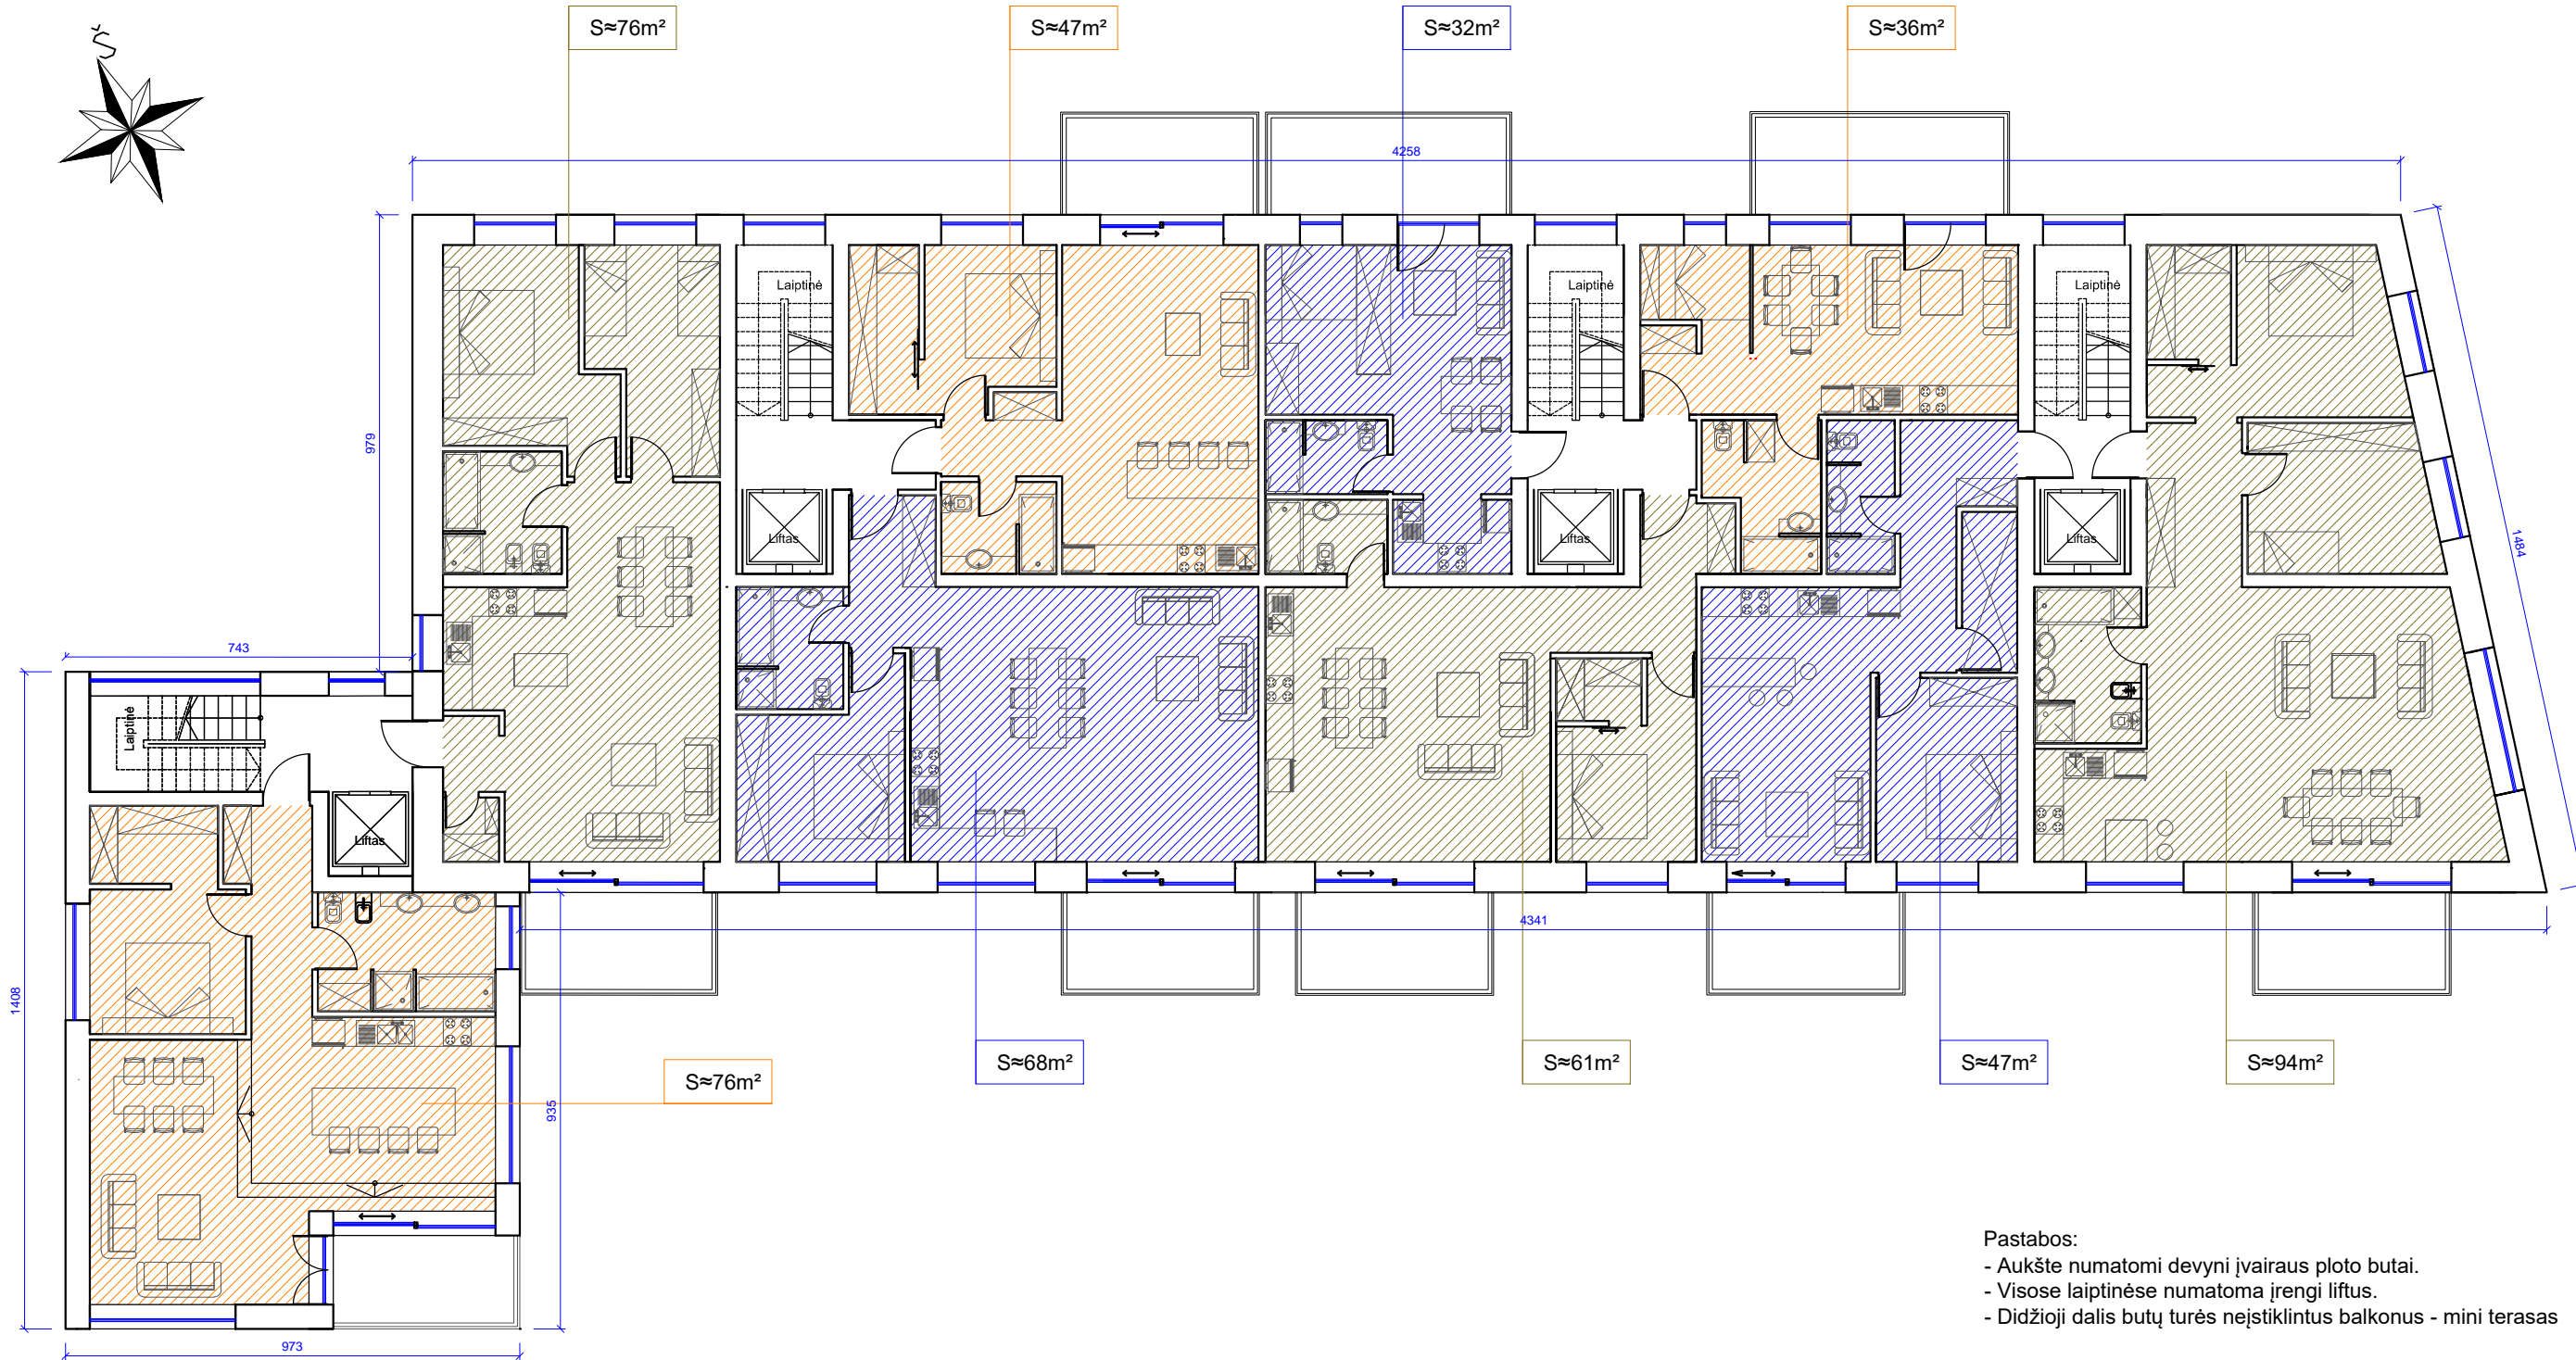 Š
S≈76m²
S≈47m²
S≈32m²
S≈36m²
4258
Laiptinė
Laiptinė
Laiptinė
979
1484
Liftas
Liftas
Liftas
743
Laiptinė
Liftas
4341
1408
935
S≈76m²
S≈68m²
S≈61m²
S≈47m²
S≈94m²
973
Pastabos:
- Aukšte numatomi devyni įvairaus ploto butai.
- Visose laiptinėse numatoma įrengi liftus.
- Didžioji dalis butų turės neįstiklintus balkonus - mini terasas